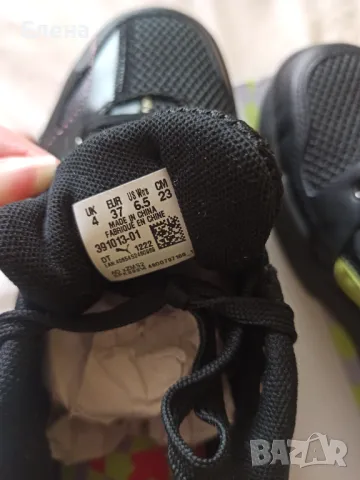 Елена
UK EUR US Wn's CM
4 37 6.5 23
MADE IN CHINA
FABRIQUÉ EN CHINE
391013-01
DT 1222
bazar